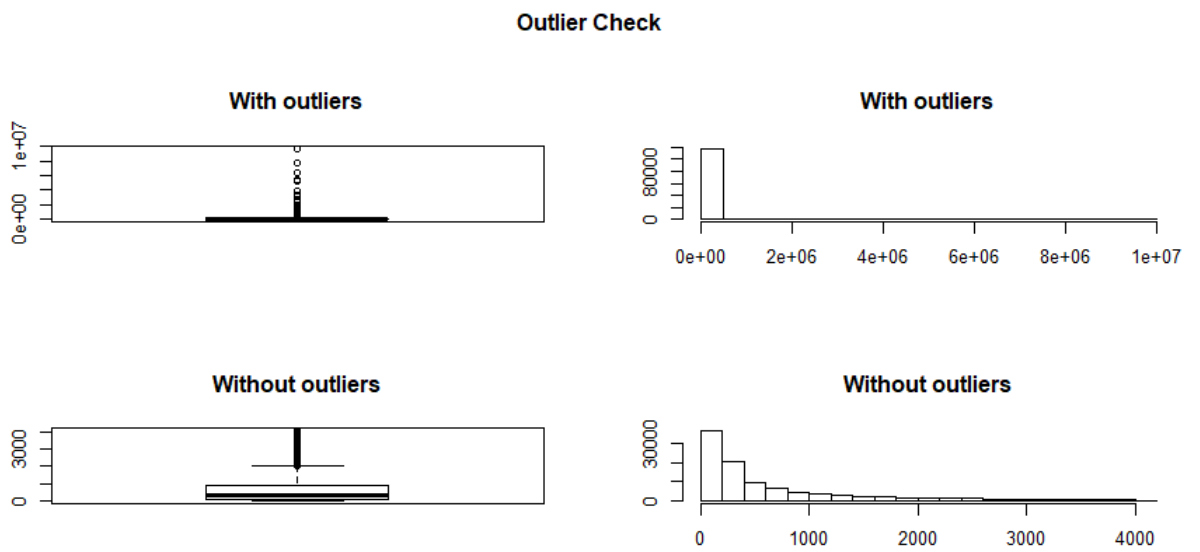 Outlier Check
With outliers
0e+00 1e+07
With outliers
0 80000
0e+00 2e+06 4e+06 6e+06 8e+06 1e+07
Without outliers
0 3000
Without outliers
0 30000
0 1000 2000 3000 4000